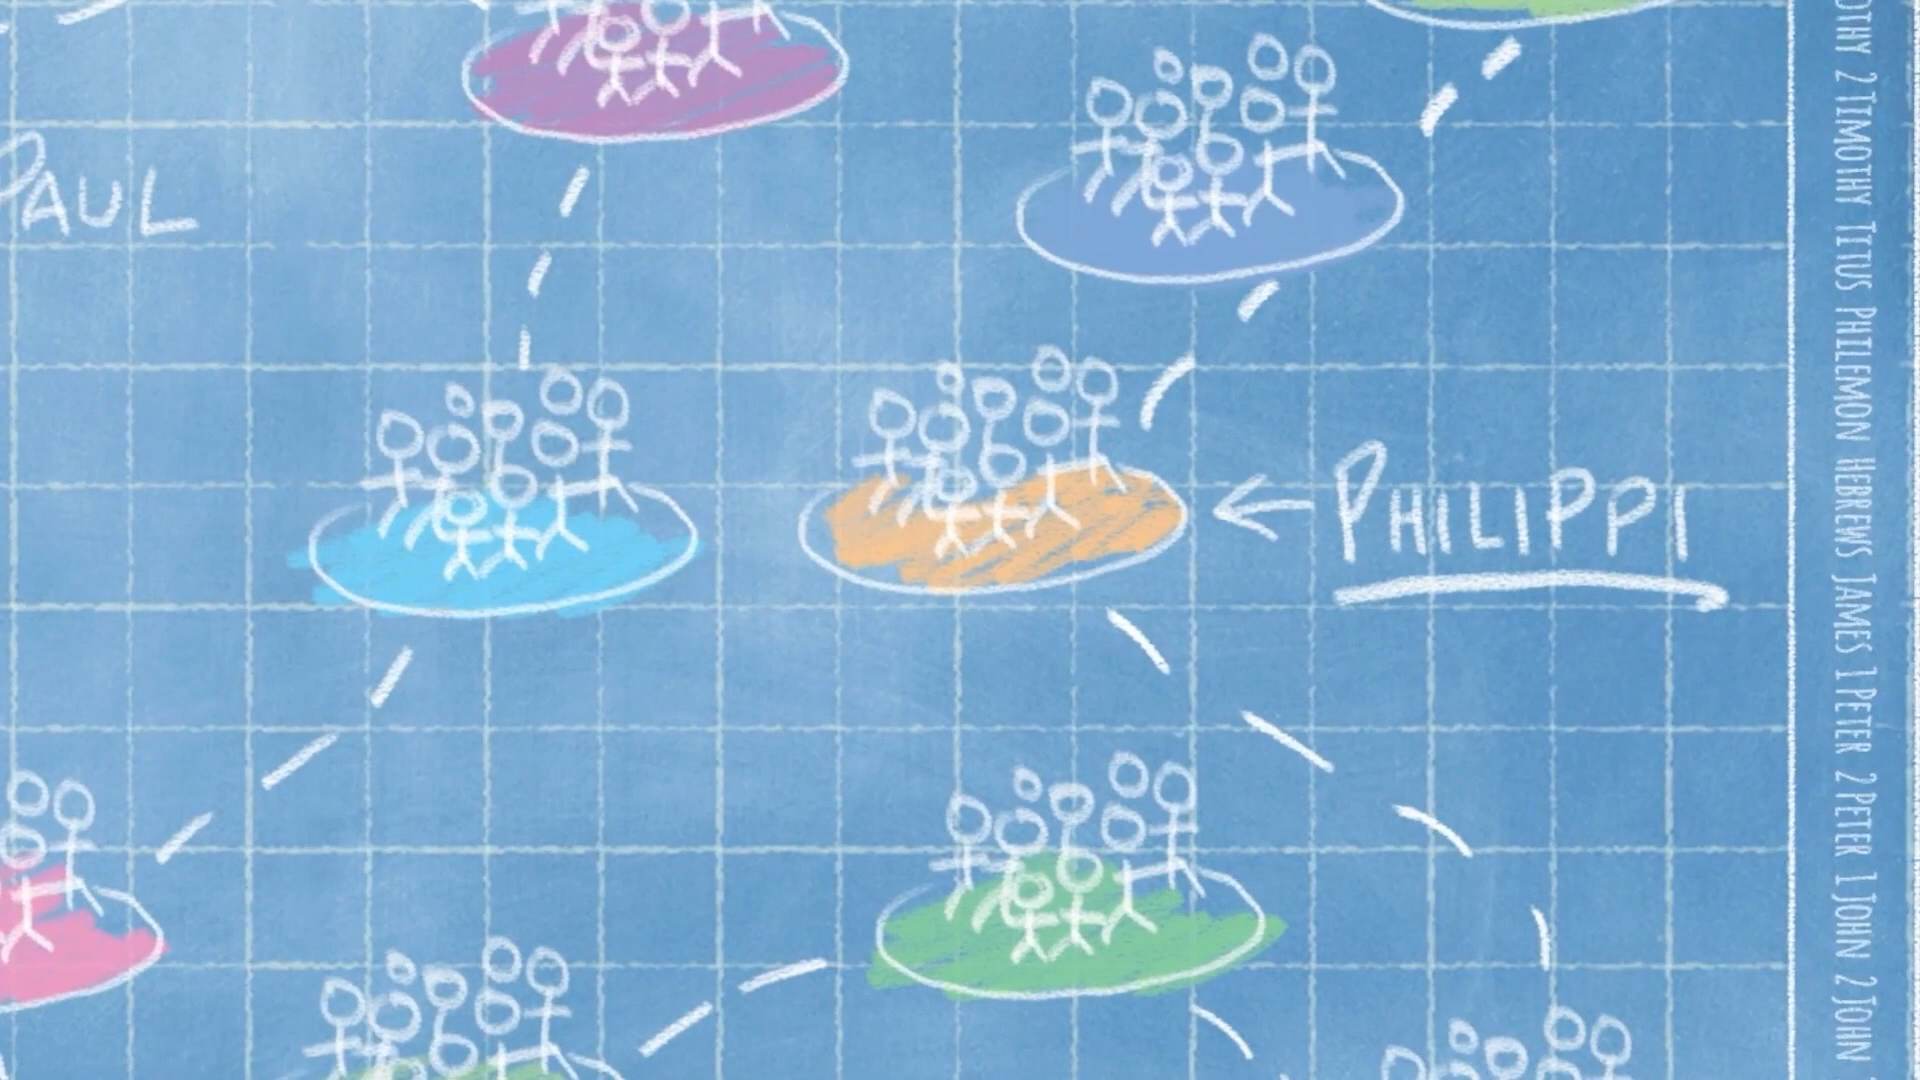 PAUL
PHILIPPI
2 TIMOTHY TITUS PHILEMON HEBREWS JAMES 1 PETER 2 PETER 1 JOHN 2 JOHN